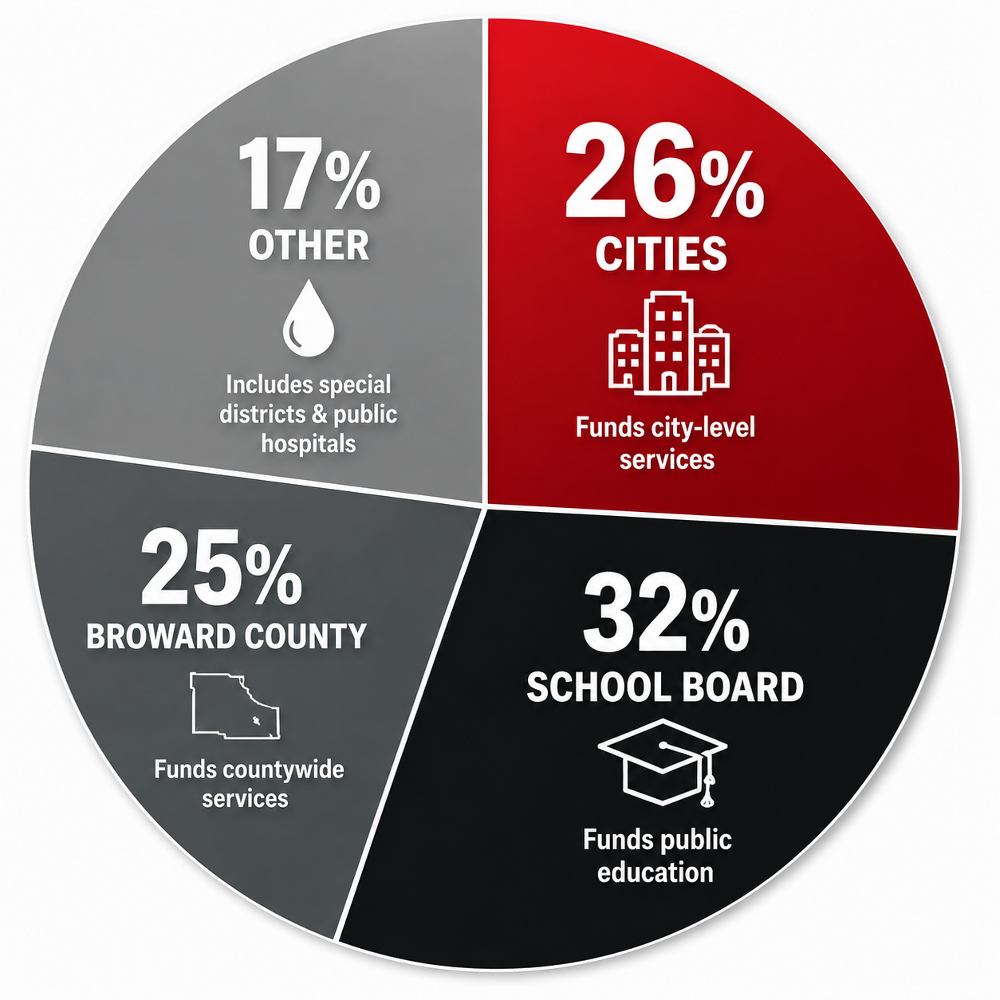 17%
OTHER
Includes special
districts & public
hospitals
26%
CITIES
Funds city-level
services
25%
BROWARD COUNTY
Funds countywide
services
32%
SCHOOL BOARD
Funds public
education